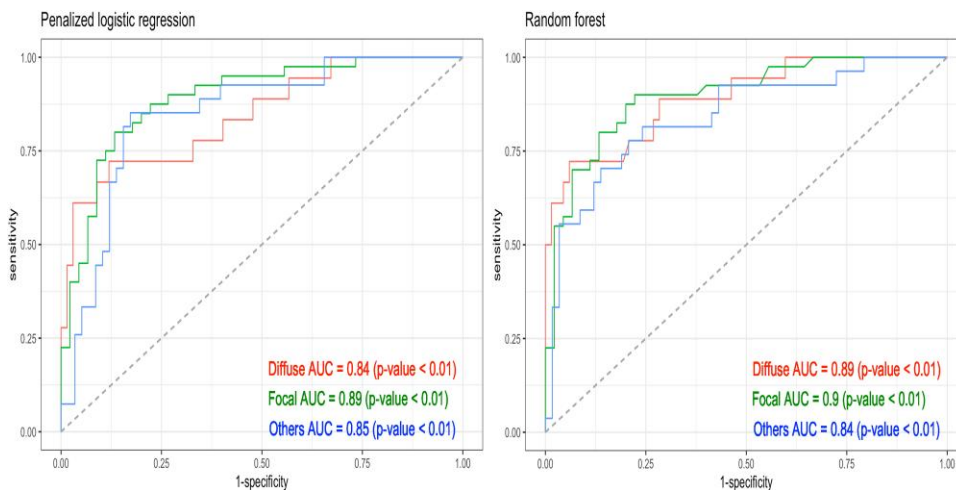 Penalized logistic regression
1.00
0.75
0.50
0.25
0.00
sensitivity
Diffuse AUC = 0.84 (p-value < 0.01)
Focal AUC = 0.89 (p-value < 0.01)
Others AUC = 0.85 (p-value < 0.01)
0.00 0.25 0.50 0.75 1.00
1-specificity
Random forest
1.00
0.75
0.50
0.25
0.00
sensitivity
Diffuse AUC = 0.89 (p-value < 0.01)
Focal AUC = 0.9 (p-value < 0.01)
Others AUC = 0.84 (p-value < 0.01)
0.00 0.25 0.50 0.75 1.00
1-specificity